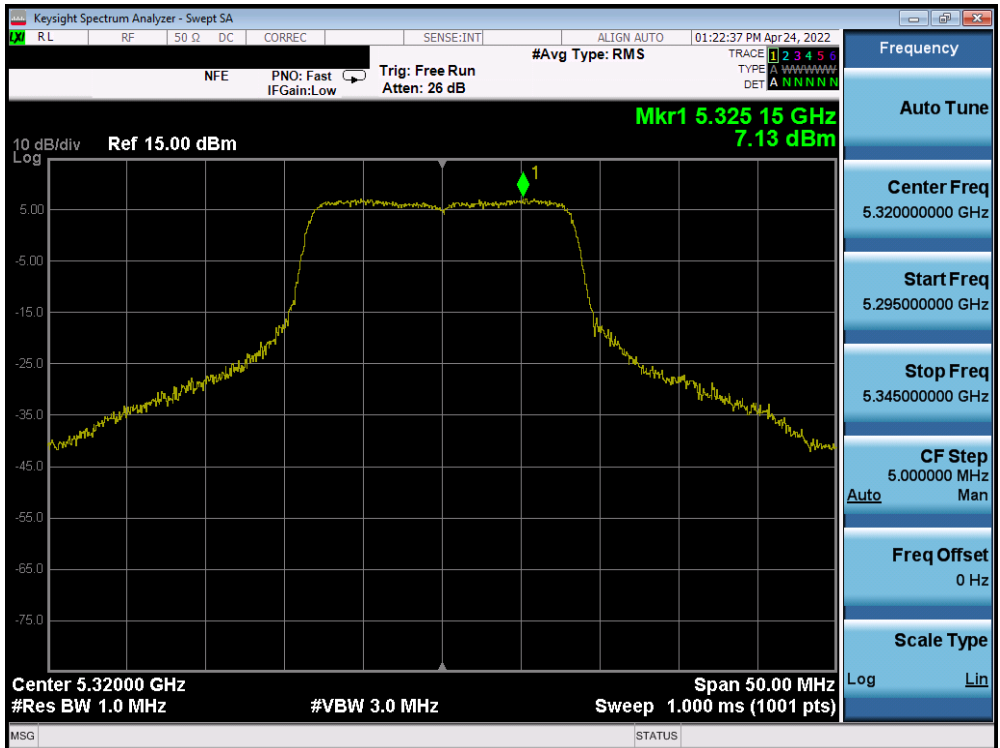 Keysight Spectrum Analyzer - Swept SA
LXI RL RF 50 Ω DC CORREC SENSE:INT ALIGN AUTO 01:22:37 PM Apr 24, 2022
NFE PNO: Fast Trig: Free Run #Avg Type: RMS TRACE 1 2 3 4 5 6
IFGain:Low Atten: 26 dB TYPE A WWWWW
DET A N N N N N
Mkr1 5.325 15 GHz
7.13 dBm
10 dB/div Ref 15.00 dBm
Log
1
5.00
-5.00
-15.0
-25.0
-35.0
-45.0
-55.0
-65.0
-75.0
Center 5.32000 GHz Span 50.00 MHz
#Res BW 1.0 MHz #VBW 3.0 MHz Sweep 1.000 ms (1001 pts)
MSG STATUS
Frequency
Auto Tune
Center Freq
5.320000000 GHz
Start Freq
5.295000000 GHz
Stop Freq
5.345000000 GHz
CF Step
5.000000 MHz
Auto Man
Freq Offset
0 Hz
Scale Type
Log Lin